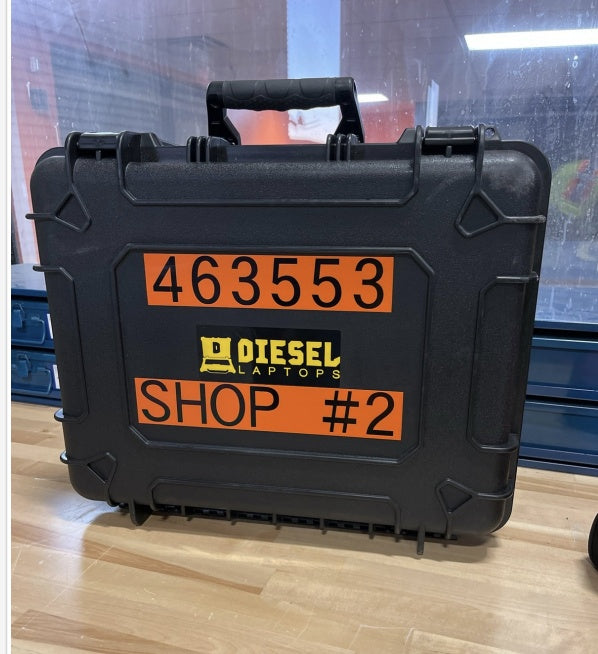 463553
D DIESEL
LAPTOPS
SHOP #2